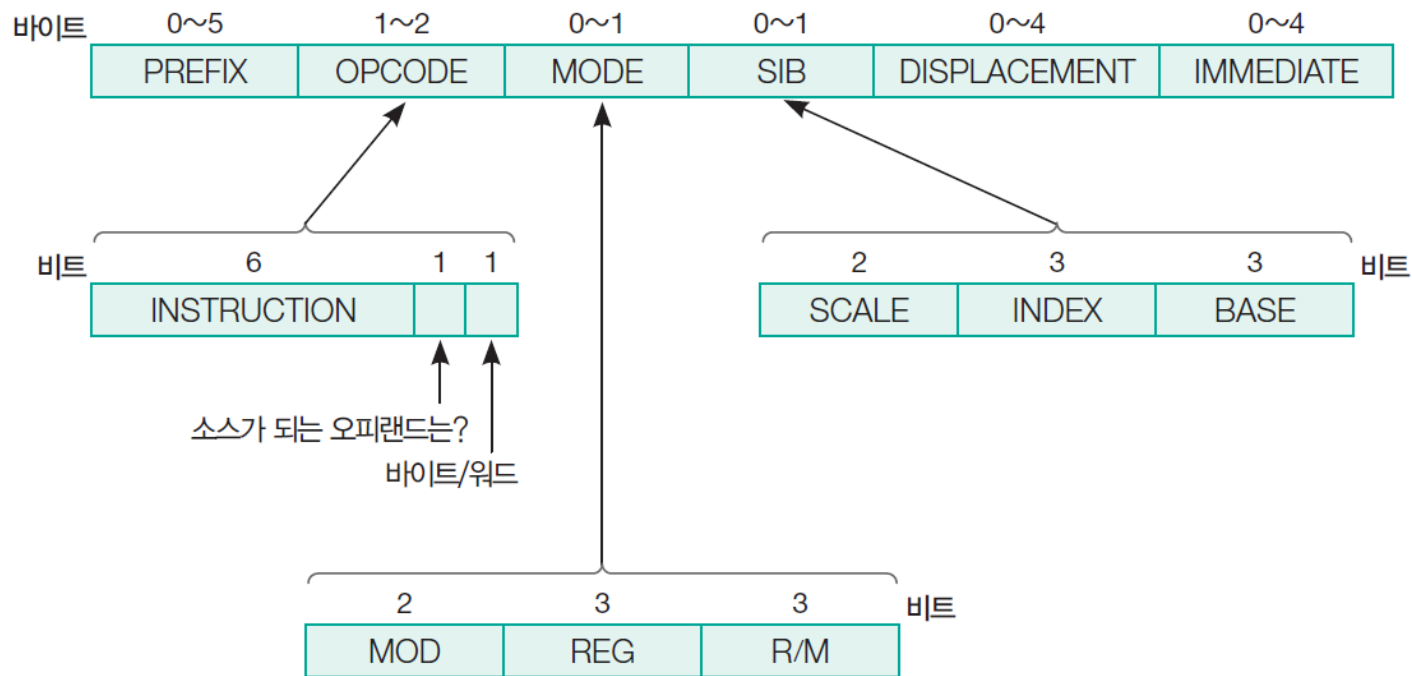 바이트 0~5 1~2 0~1 0~1 0~4 0~4
PREFIX OPCODE MODE SIB DISPLACEMENT IMMEDIATE
비트 6 1 1 2 3 3 비트
INSTRUCTION SCALE INDEX BASE
소스가 되는 오피랜드는?
바이트/워드
2 3 3 비트
MOD REG R/M